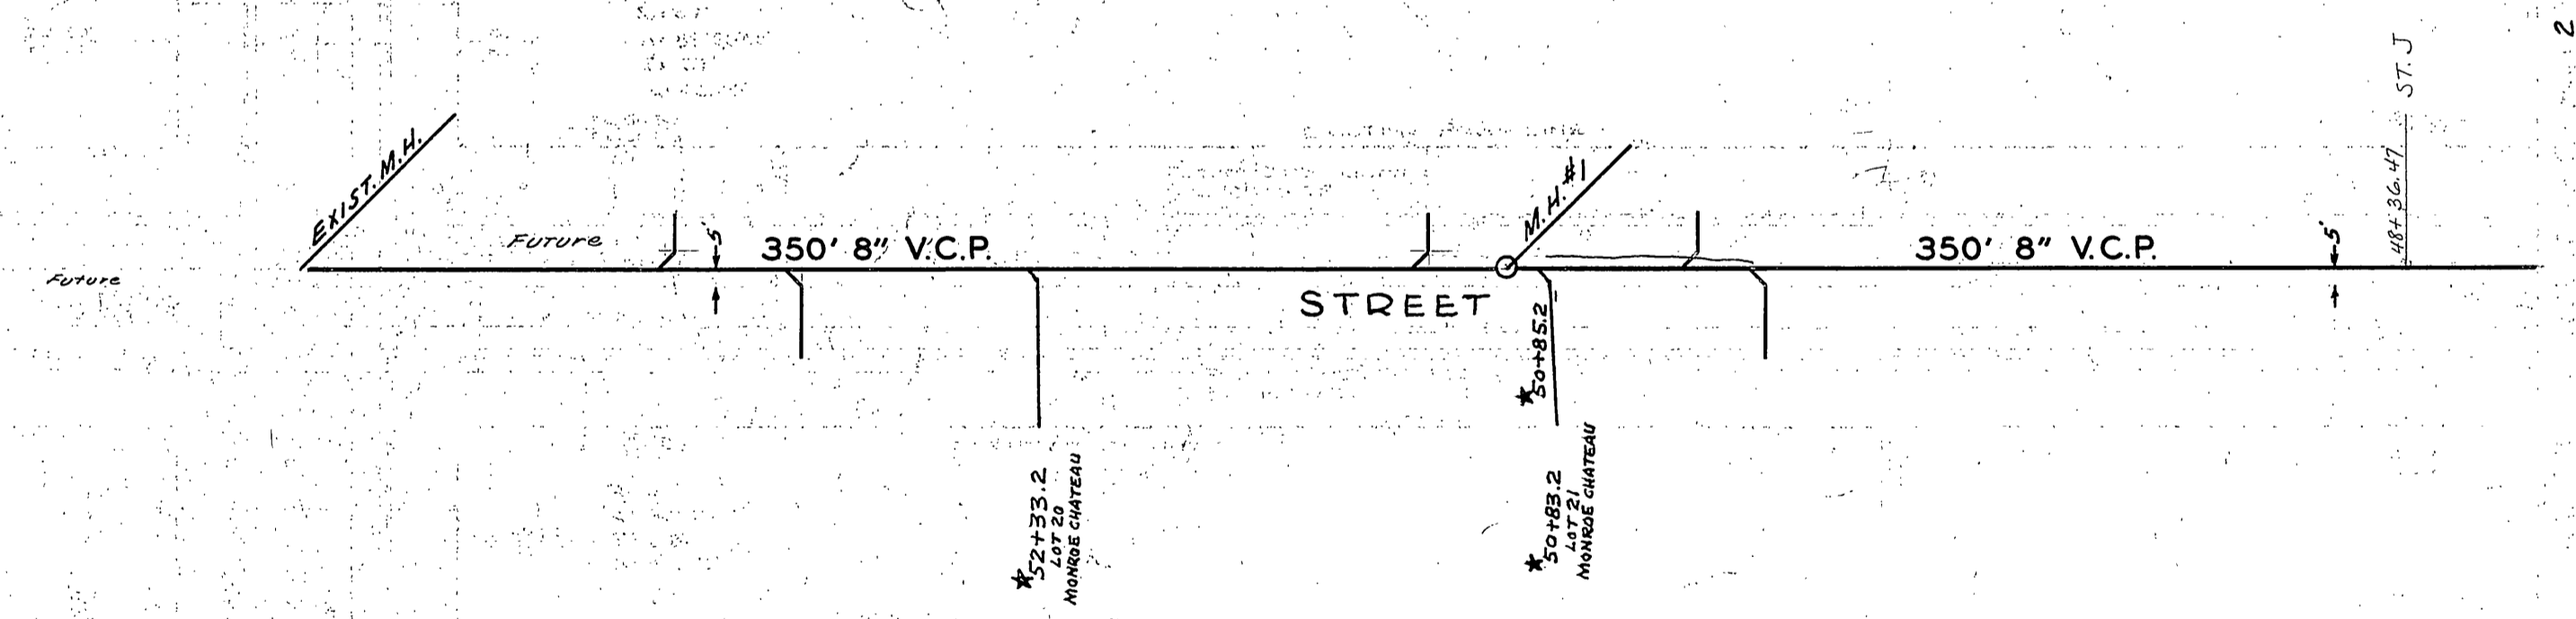 2
48+36.47 ST. J
EXIST. M.H.
M.H. #1
Future
Future
5'
350' 8" V.C.P.
350' 8" V.C.P.
5'
STREET
*50+85.2
*52+33.2
LOT 20
MONROE CHATEAU
*50+83.2
LOT 21
MONROE CHATEAU